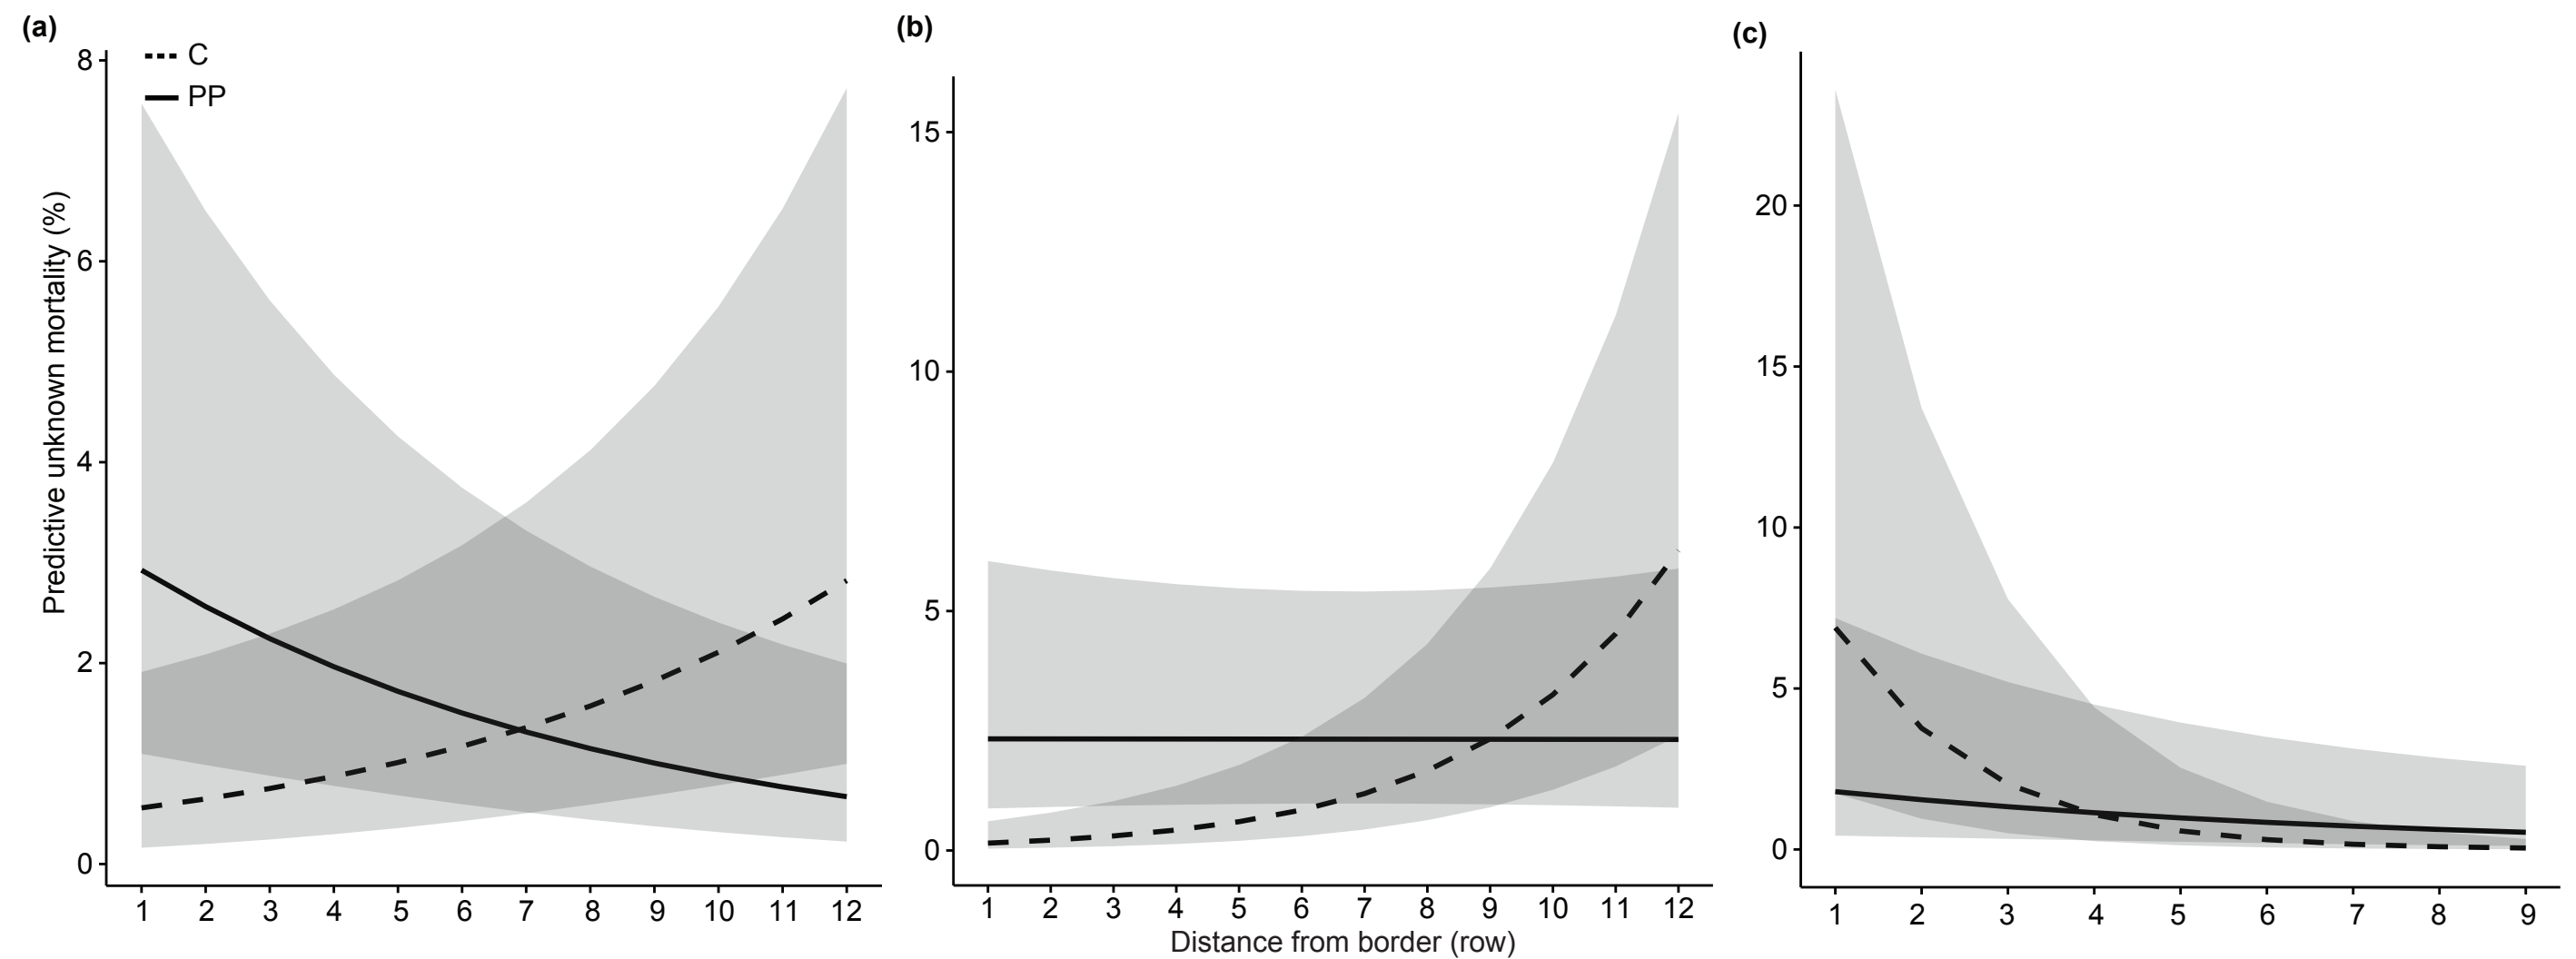 (a)
C
PP
8
6
4
2
0
Predictive unknown mortality (%)
1 2 3 4 5 6 7 8 9 10 11 12
(b)
15
10
5
0
1 2 3 4 5 6 7 8 9 10 11 12
Distance from border (row)
(c)
20
15
10
5
0
1 2 3 4 5 6 7 8 9